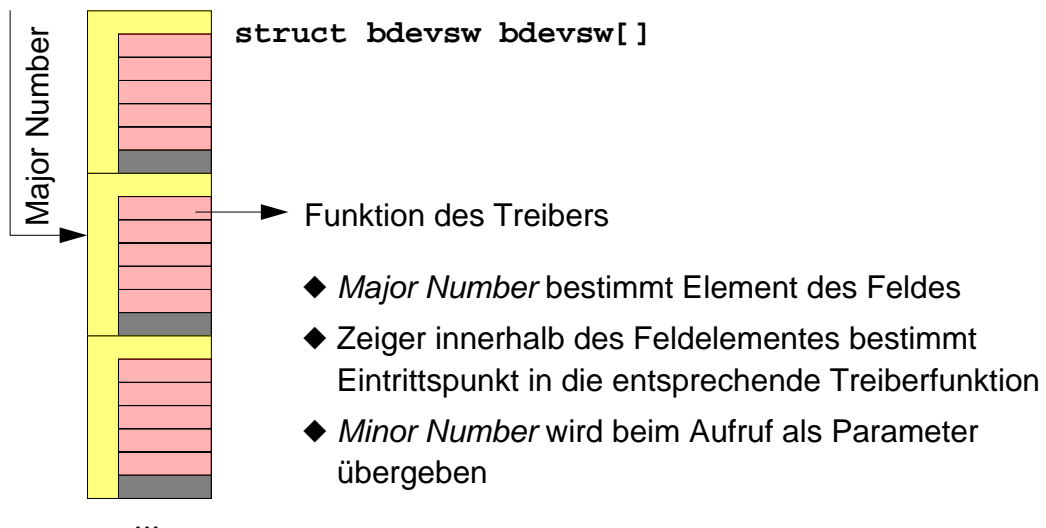 struct bdevsw bdevsw[]
Major Number
Funktion des Treibers
◆ Major Number bestimmt Element des Feldes
◆ Zeiger innerhalb des Feldelementes bestimmt
Eintrittspunkt in die entsprechende Treiberfunktion
◆ Minor Number wird beim Aufruf als Parameter
übergeben
...